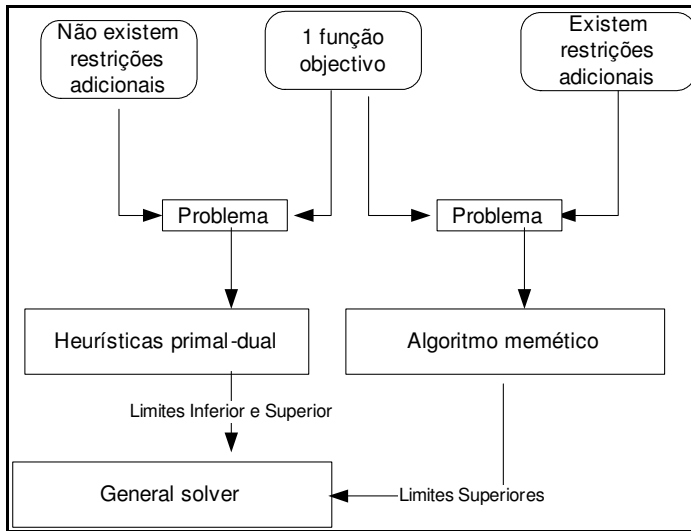 Não existem
restrições
adicionais
1 função
objectivo
Existem
restrições
adicionais
Problema
Problema
Heurísticas primal-dual
Algoritmo memético
Limites Inferior e Superior
General solver
Limites Superiores